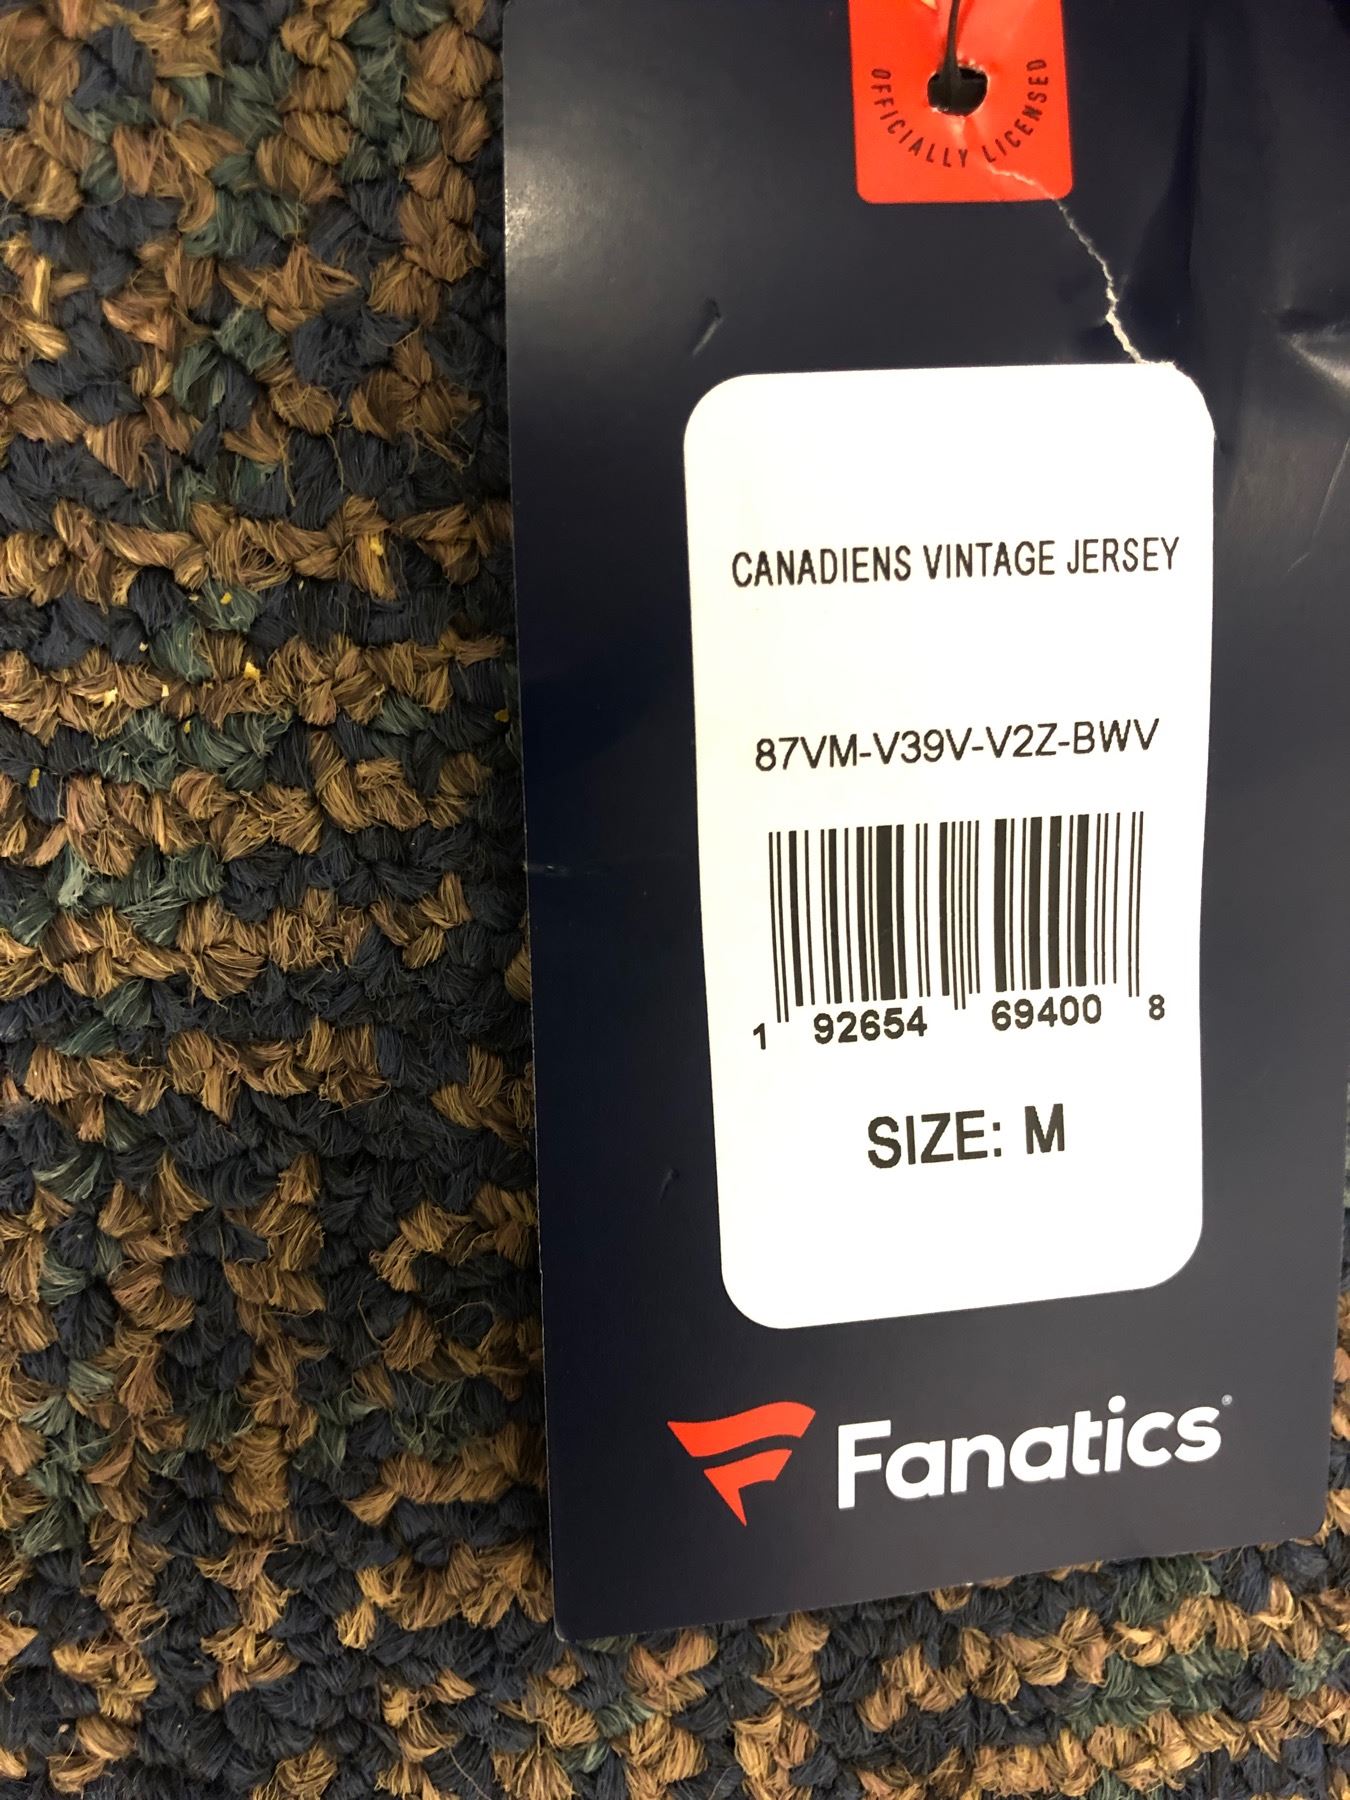 OFFICIALLY LICENSED
CANADIENS VINTAGE JERSEY
87VM-V39V-V2Z-BWV
1 92654 69400 8
SIZE: M
Fanatics